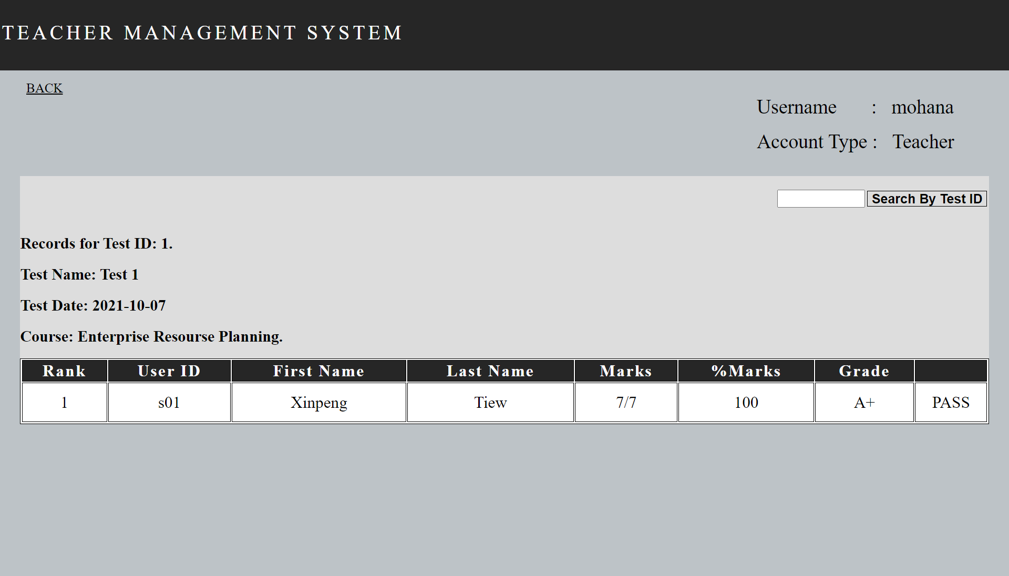 TEACHER MANAGEMENT SYSTEM
BACK
Username : mohana
Account Type : Teacher
Search By Test ID
Records for Test ID: 1.
Test Name: Test 1
Test Date: 2021-10-07
Course: Enterprise Resourse Planning.
Rank User ID First Name Last Name Marks %Marks Grade
1 s01 Xinpeng Tiew 7/7 100 A+ PASS